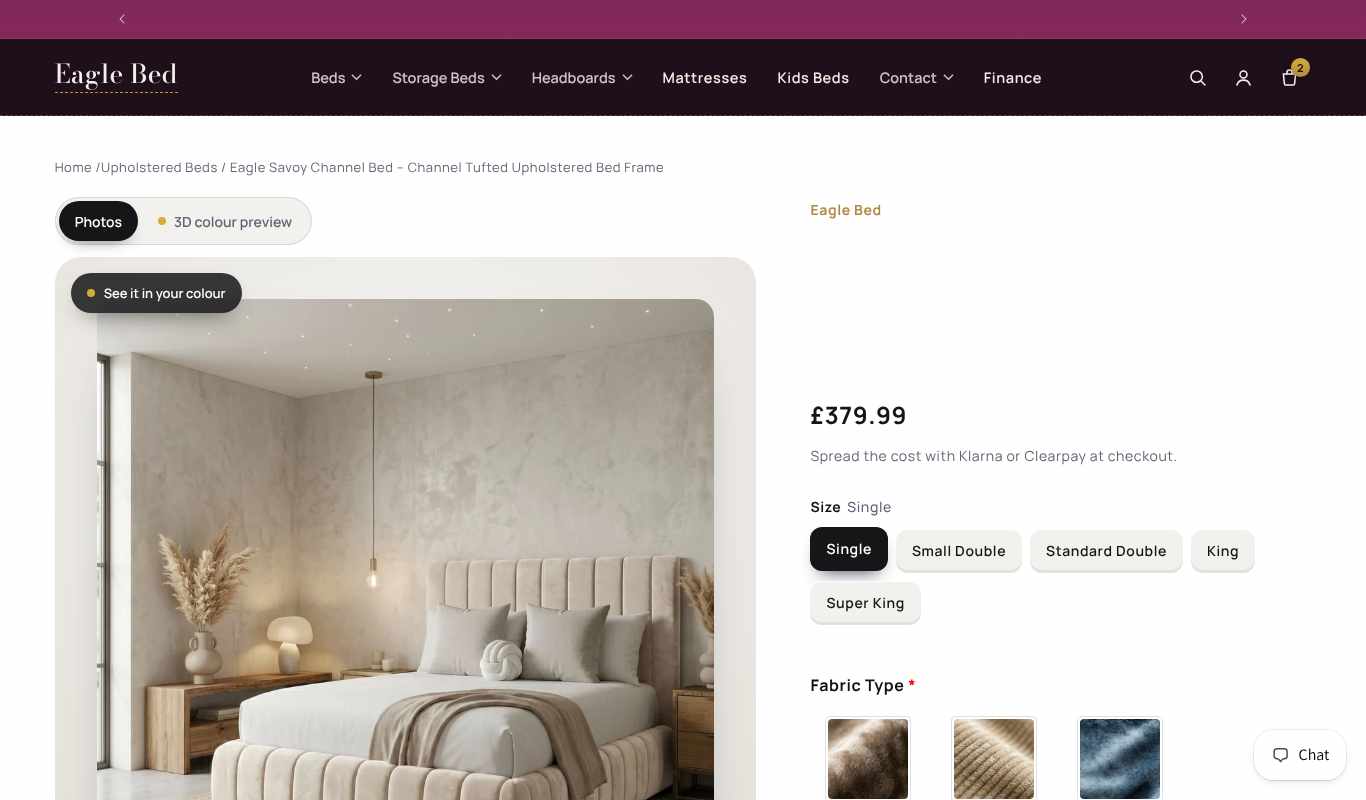 Eagle Bed
Beds
Storage Beds
Headboards
Mattresses
Kids Beds
Contact
Finance
2
Home /Upholstered Beds / Eagle Savoy Channel Bed – Channel Tufted Upholstered Bed Frame
Photos
3D colour preview
See it in your colour
Eagle Bed
£379.99
Spread the cost with Klarna or Clearpay at checkout.
Size Single
Single
Small Double
Standard Double
King
Super King
Fabric Type *
Chat